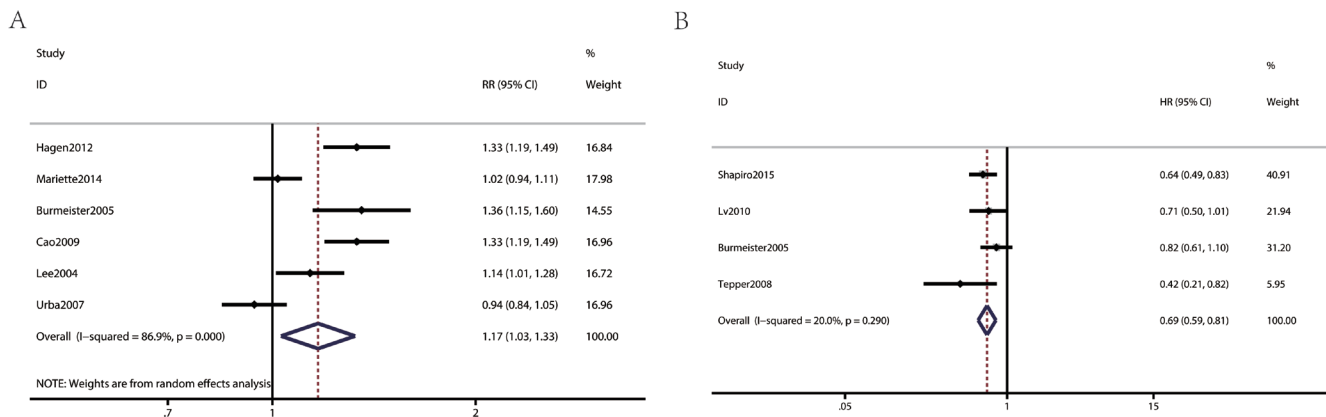 A
Study %
ID RR (95% CI) Weight
Hagen2012 1.33 (1.19, 1.49) 16.84
Mariette2014 1.02 (0.94, 1.11) 17.98
Burmeister2005 1.36 (1.15, 1.60) 14.55
Cao2009 1.33 (1.19, 1.49) 16.96
Lee2004 1.14 (1.01, 1.28) 16.72
Urba2007 0.94 (0.84, 1.05) 16.96
Overall (I−squared = 86.9%, p = 0.000) 1.17 (1.03, 1.33) 100.00
NOTE: Weights are from random effects analysis
.7 1 2
B
Study %
ID HR (95% CI) Weight
Shapiro2015 0.64 (0.49, 0.83) 40.91
Lv2010 0.71 (0.50, 1.01) 21.94
Burmeister2005 0.82 (0.61, 1.10) 31.20
Tepper2008 0.42 (0.21, 0.82) 5.95
Overall (I−squared = 20.0%, p = 0.290) 0.69 (0.59, 0.81) 100.00
.05 1 15